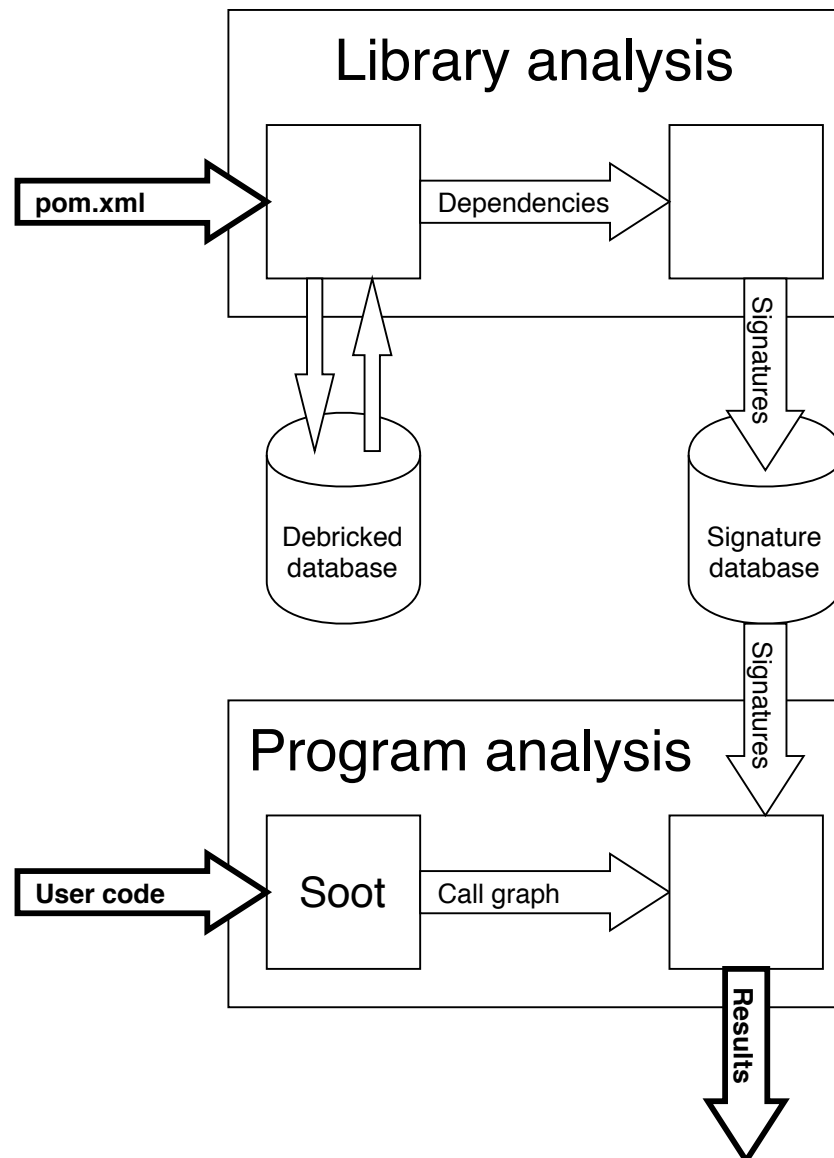 Library analysis
pom.xml
Dependencies
Signatures
Debricked
database
Signature
database
Signatures
Program analysis
User code
Soot
Call graph
Results